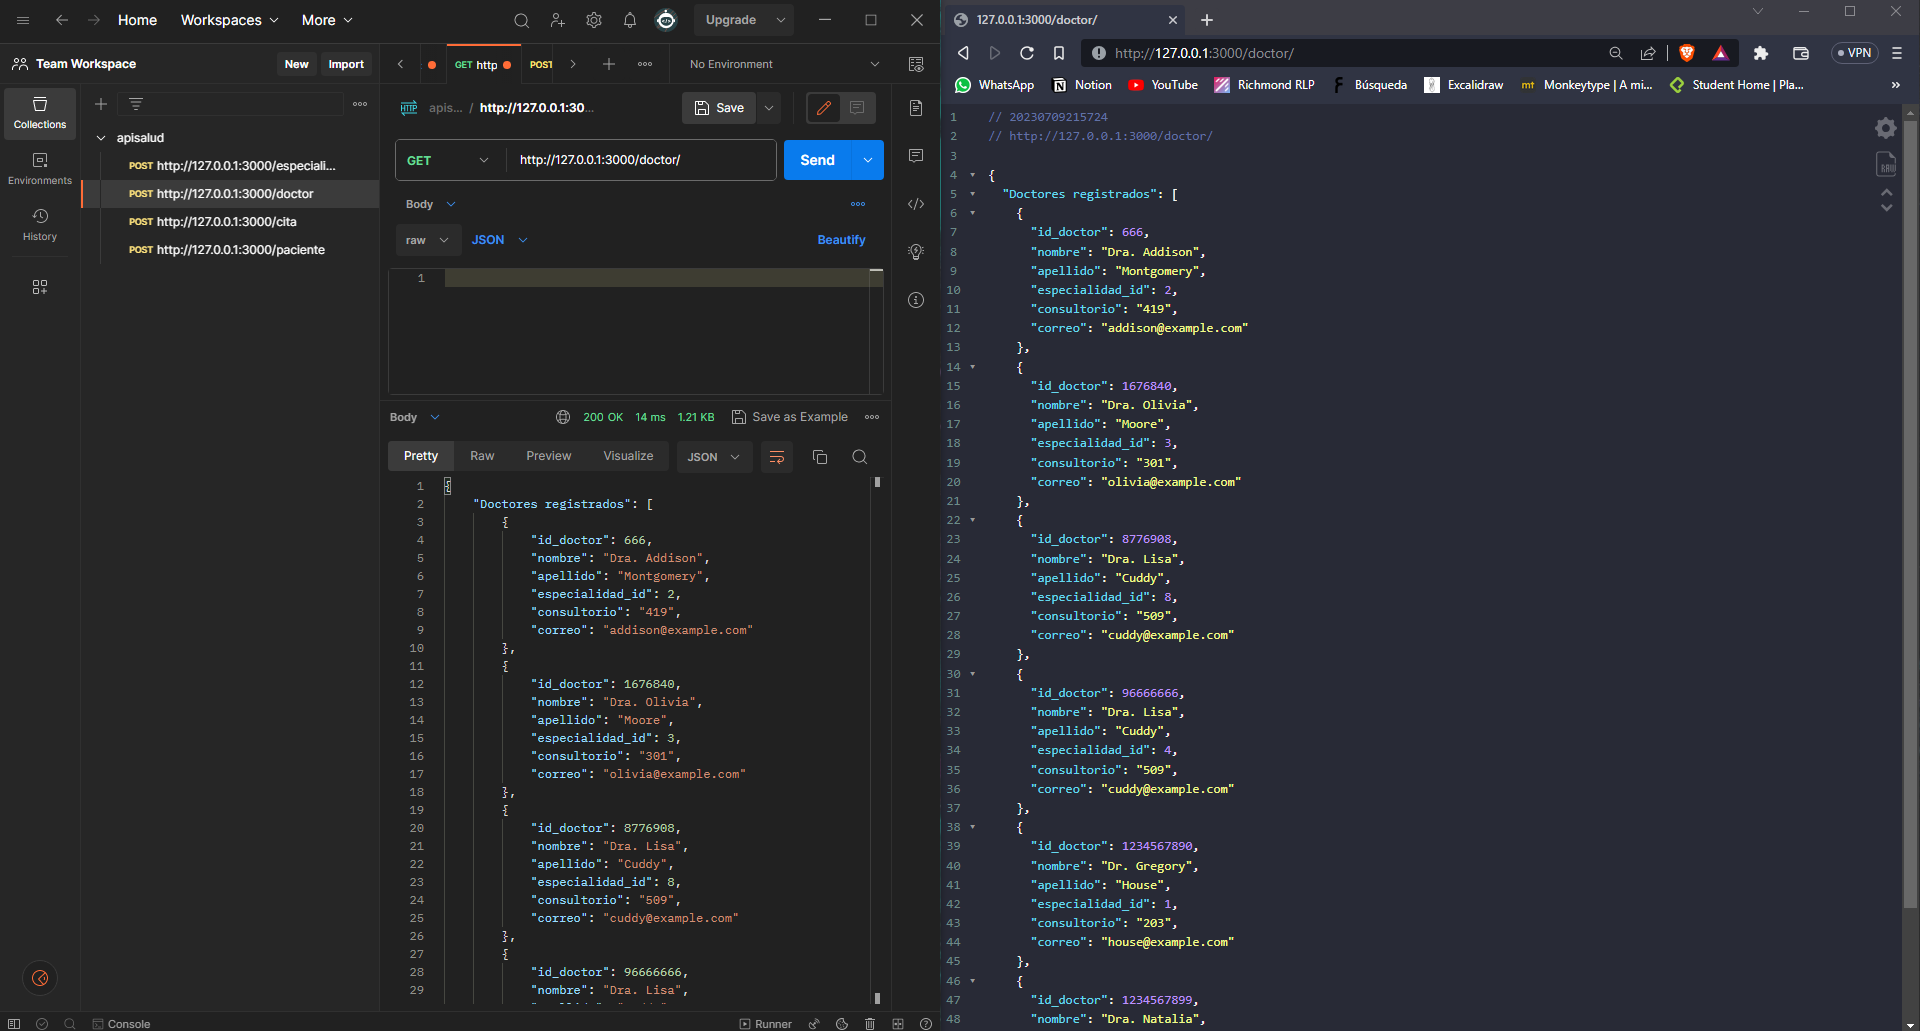 Home
Workspaces
More
Upgrade
Team Workspace
New
Import
GET http
POST
No Environment
Collections
Environments
History
apisalud
POST http://127.0.0.1:3000/especiali...
POST http://127.0.0.1:3000/doctor
POST http://127.0.0.1:3000/cita
POST http://127.0.0.1:3000/paciente
HTTP apis... / http://127.0.0.1:30...
Save
GET
http://127.0.0.1:3000/doctor/
Send
Body
raw
JSON
Beautify
1
Body
200 OK 14 ms 1.21 KB Save as Example
Pretty Raw Preview Visualize JSON
1 {
2 "Doctores registrados": [
3 {
4 "id_doctor": 666,
5 "nombre": "Dra. Addison",
6 "apellido": "Montgomery",
7 "especialidad_id": 2,
8 "consultorio": "419",
9 "correo": "addison@example.com"
10 },
11 {
12 "id_doctor": 1676840,
13 "nombre": "Dra. Olivia",
14 "apellido": "Moore",
15 "especialidad_id": 3,
16 "consultorio": "301",
17 "correo": "olivia@example.com"
18 },
19 {
20 "id_doctor": 8776908,
21 "nombre": "Dra. Lisa",
22 "apellido": "Cuddy",
23 "especialidad_id": 8,
24 "consultorio": "509",
25 "correo": "cuddy@example.com"
26 },
27 {
28 "id_doctor": 96666666,
29 "nombre": "Dra. Lisa",
Console
Runner
127.0.0.1:3000/doctor/
http://127.0.0.1:3000/doctor/
VPN
WhatsApp
Notion
YouTube
Richmond RLP
Búsqueda
Excalidraw
mt Monkeytype | A mi...
Student Home | Pla...
»
RAW
1 // 20230709215724
2 // http://127.0.0.1:3000/doctor/
3
4 {
5 "Doctores registrados": [
6 {
7 "id_doctor": 666,
8 "nombre": "Dra. Addison",
9 "apellido": "Montgomery",
10 "especialidad_id": 2,
11 "consultorio": "419",
12 "correo": "addison@example.com"
13 },
14 {
15 "id_doctor": 1676840,
16 "nombre": "Dra. Olivia",
17 "apellido": "Moore",
18 "especialidad_id": 3,
19 "consultorio": "301",
20 "correo": "olivia@example.com"
21 },
22 {
23 "id_doctor": 8776908,
24 "nombre": "Dra. Lisa",
25 "apellido": "Cuddy",
26 "especialidad_id": 8,
27 "consultorio": "509",
28 "correo": "cuddy@example.com"
29 },
30 {
31 "id_doctor": 96666666,
32 "nombre": "Dra. Lisa",
33 "apellido": "Cuddy",
34 "especialidad_id": 4,
35 "consultorio": "509",
36 "correo": "cuddy@example.com"
37 },
38 {
39 "id_doctor": 1234567890,
40 "nombre": "Dr. Gregory",
41 "apellido": "House",
42 "especialidad_id": 1,
43 "consultorio": "203",
44 "correo": "house@example.com"
45 },
46 {
47 "id_doctor": 1234567899,
48 "nombre": "Dra. Natalia",